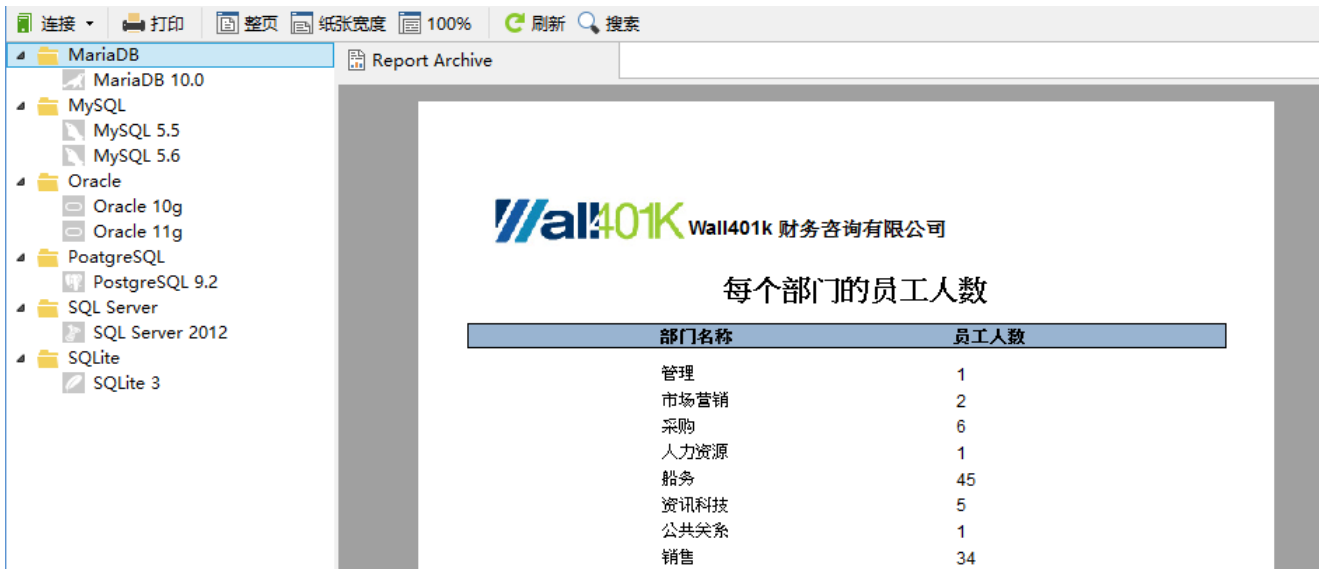 连接 打印 整页 纸张宽度 100% 刷新 搜索
MariaDB
MariaDB 10.0
MySQL
MySQL 5.5
MySQL 5.6
Oracle
Oracle 10g
Oracle 11g
PoatgreSQL
PostgreSQL 9.2
SQL Server
SQL Server 2012
SQLite
SQLite 3
Report Archive
Wall401K Wall401k 财务咨询有限公司
每个部门的员工人数
部门名称 员工人数
管理 1
市场营销 2
采购 6
人力资源 1
船务 45
资讯科技 5
公共关系 1
销售 34